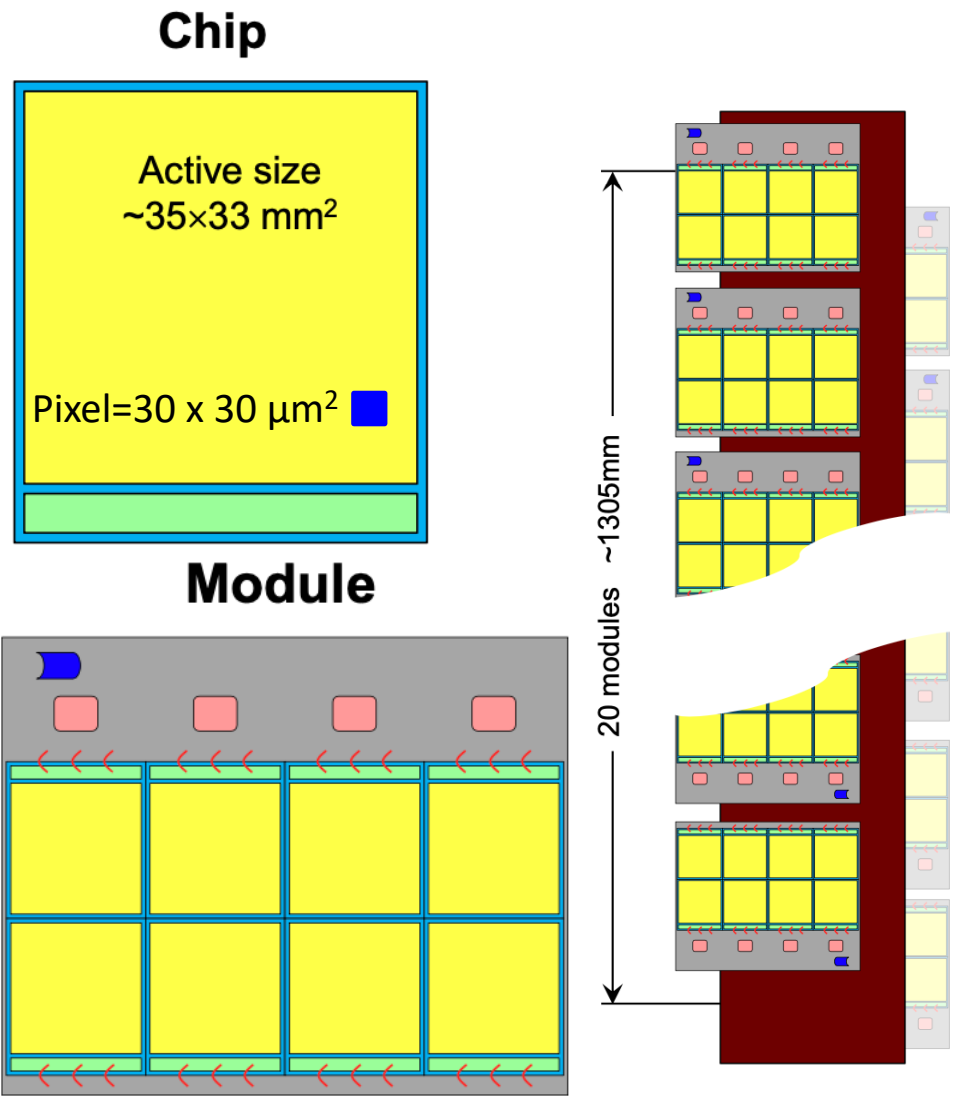 Chip
Active size
~35×33 mm²
Pixel=30 x 30 μm²
Module
20 modules ~1305mm